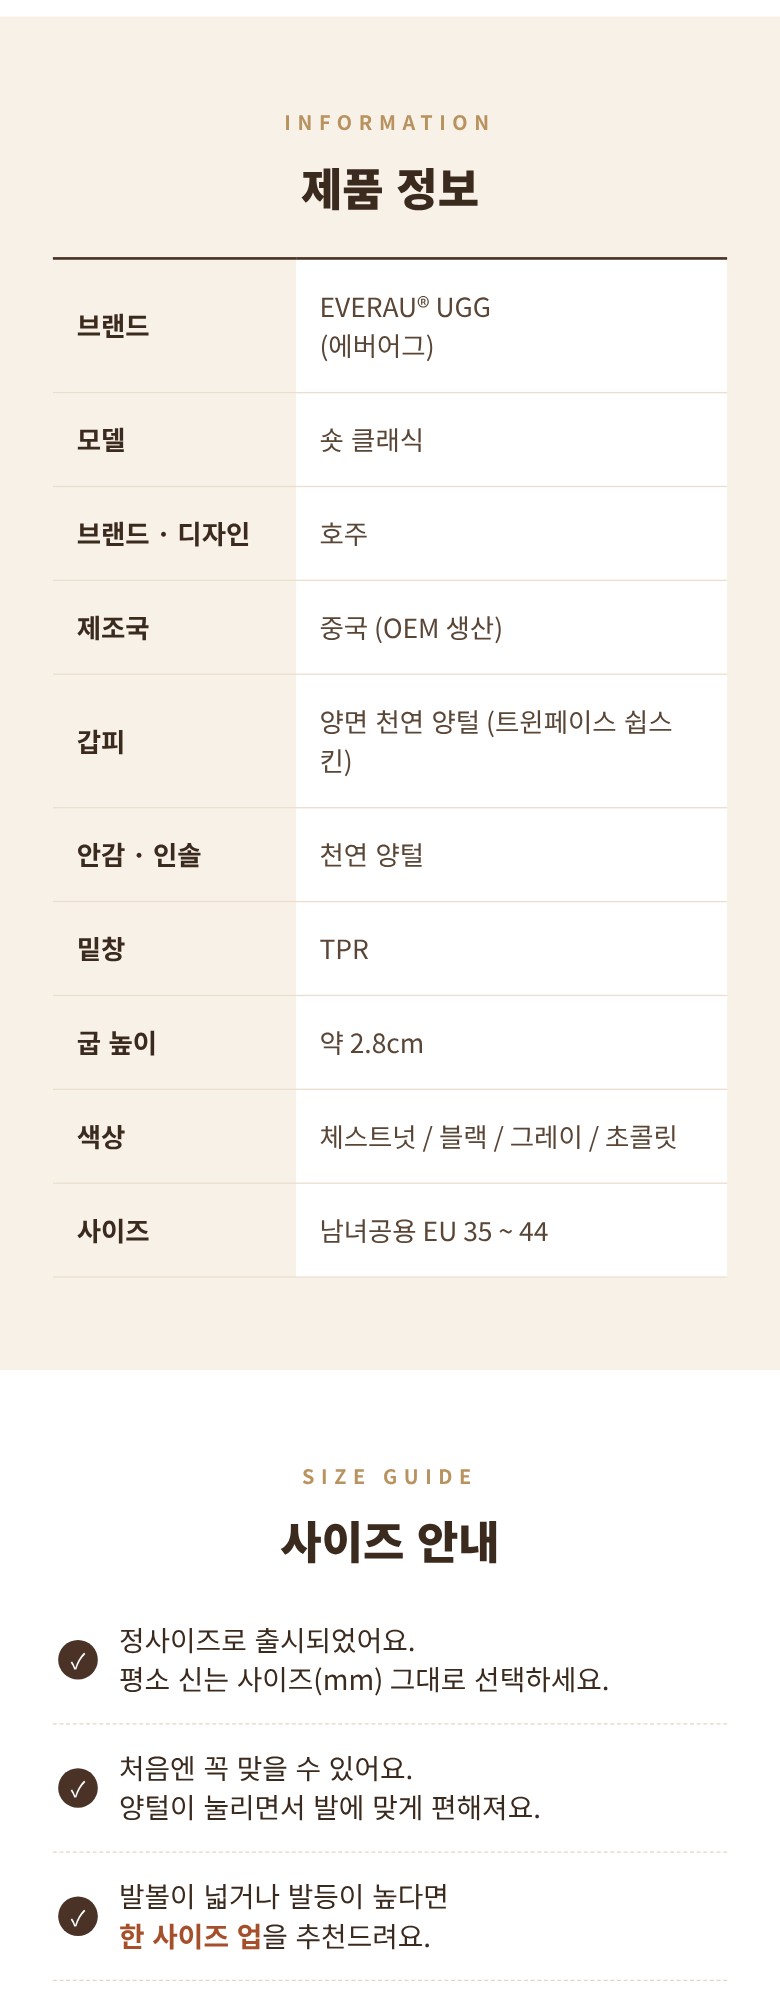 INFORMATION
제품 정보
브랜드
EVERAU® UGG
(에버어그)
모델
숏 클래식
브랜드 · 디자인
호주
제조국
중국 (OEM 생산)
갑피
양면 천연 양털 (트윈페이스 쉽스
킨)
안감 · 인솔
천연 양털
밑창
TPR
굽 높이
약 2.8cm
색상
체스트넛 / 블랙 / 그레이 / 초콜릿
사이즈
남녀공용 EU 35 ~ 44
SIZE GUIDE
사이즈 안내
정사이즈로 출시되었어요.
평소 신는 사이즈(mm) 그대로 선택하세요.
처음엔 꼭 맞을 수 있어요.
양털이 눌리면서 발에 맞게 편해져요.
발볼이 넓거나 발등이 높다면
한 사이즈 업을 추천드려요.